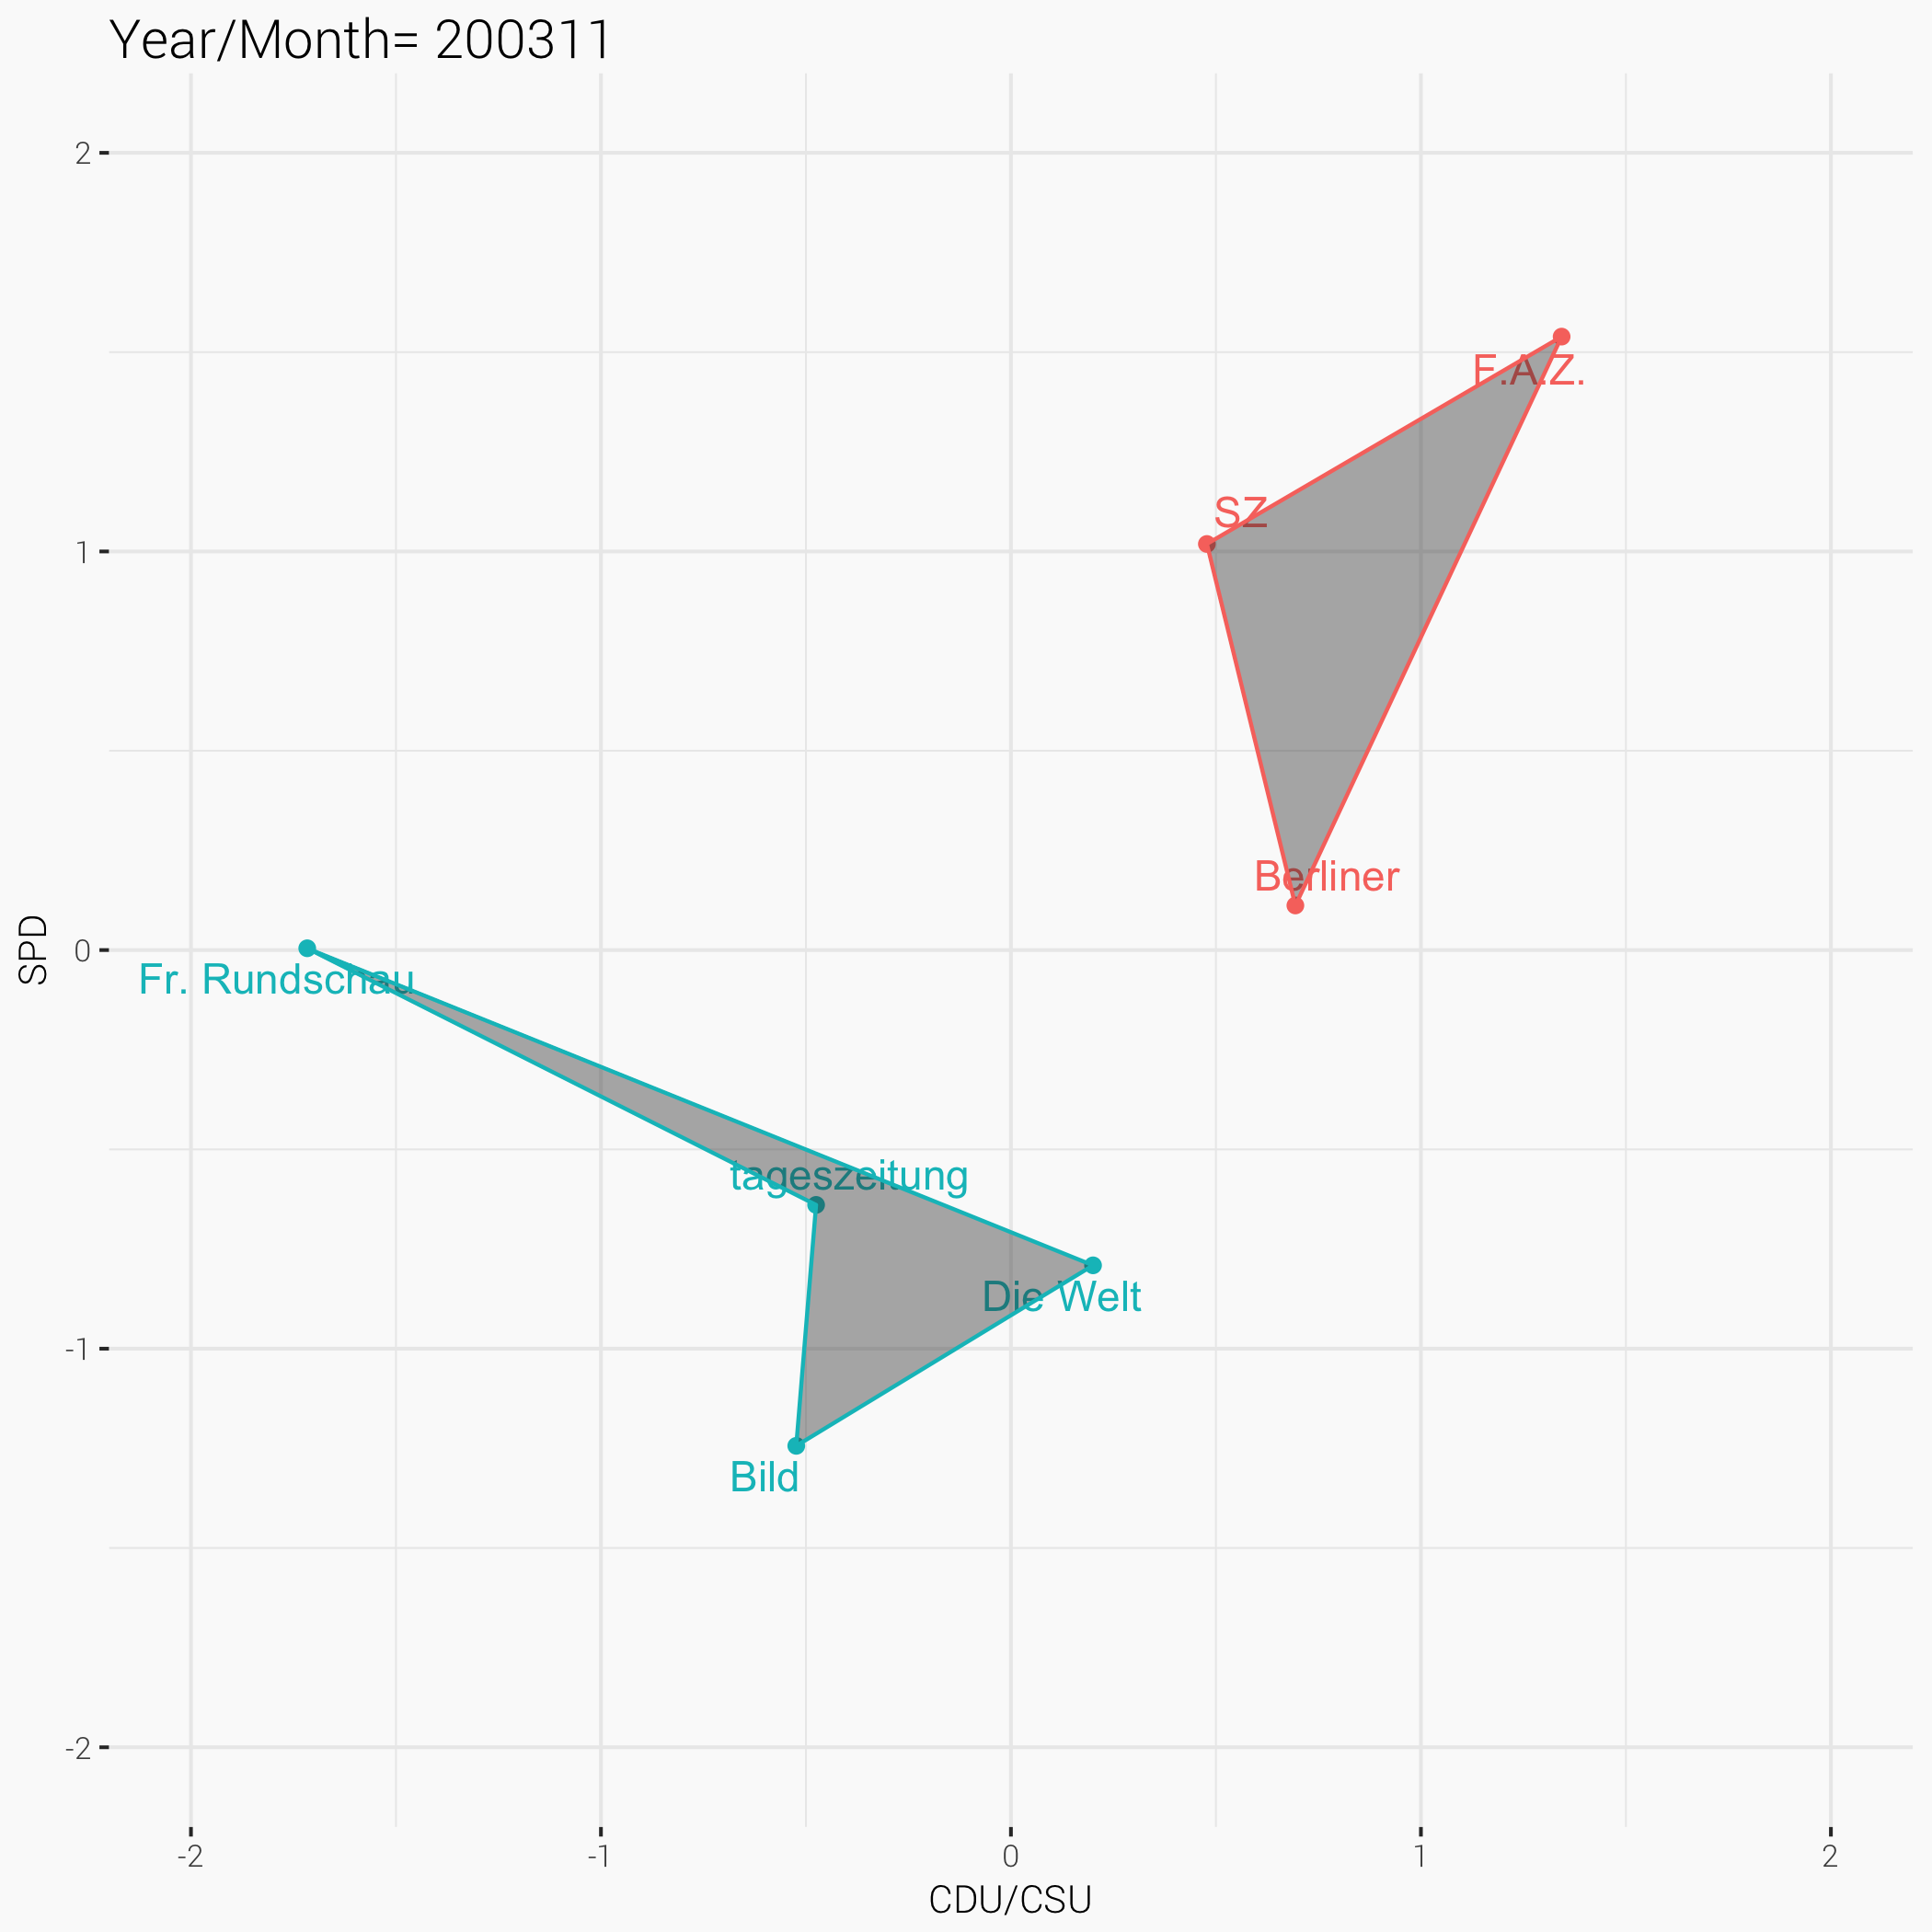 Year/Month= 200311
2
F.A.Z.
SZ
1
Berliner
SPD
0
Fr. Rundschau
tageszeitung
Die Welt
-1
Bild
-2
-2 -1 0 1 2
CDU/CSU